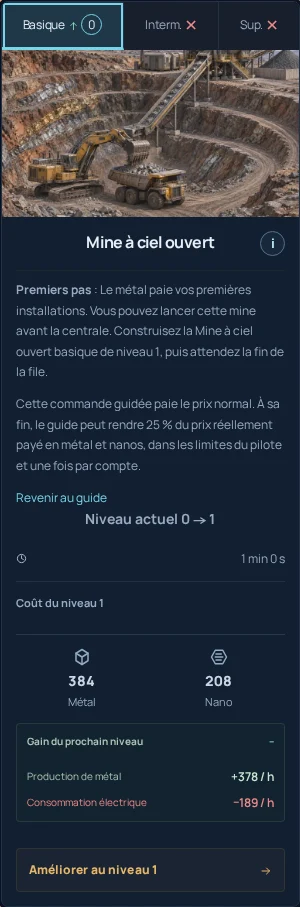 Basique ↑ 0
Interm. ✕
Sup. ✕
Mine à ciel ouvert
i
Premiers pas : Le métal paie vos premières
installations. Vous pouvez lancer cette mine
avant la centrale. Construisez la Mine à ciel
ouvert basique de niveau 1, puis attendez la fin de
la file.
Cette commande guidée paie le prix normal. À sa
fin, le guide peut rendre 25 % du prix réellement
payé en métal et nanos, dans les limites du pilote
et une fois par compte.
Revenir au guide
Niveau actuel 0 → 1
1 min 0 s
Coût du niveau 1
384
Métal
208
Nano
Gain du prochain niveau –
Production de métal +378 / h
Consommation électrique −189 / h
Améliorer au niveau 1 →